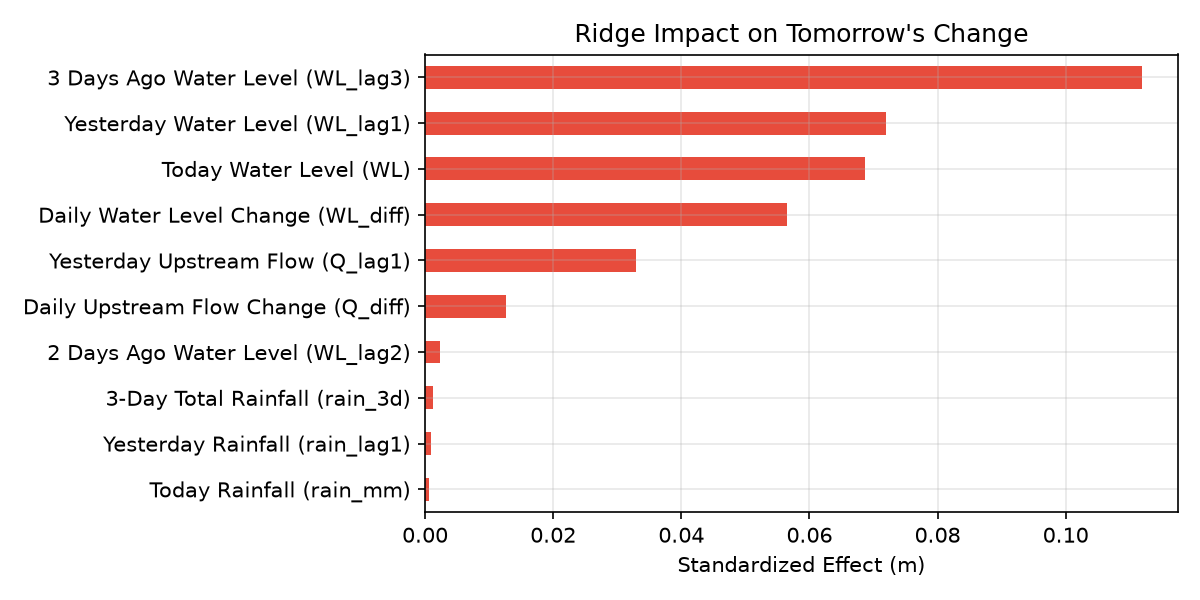 Ridge Impact on Tomorrow's Change
3 Days Ago Water Level (WL_lag3)
Yesterday Water Level (WL_lag1)
Today Water Level (WL)
Daily Water Level Change (WL_diff)
Yesterday Upstream Flow (Q_lag1)
Daily Upstream Flow Change (Q_diff)
2 Days Ago Water Level (WL_lag2)
3-Day Total Rainfall (rain_3d)
Yesterday Rainfall (rain_lag1)
Today Rainfall (rain_mm)
0.00 0.02 0.04 0.06 0.08 0.10
Standardized Effect (m)